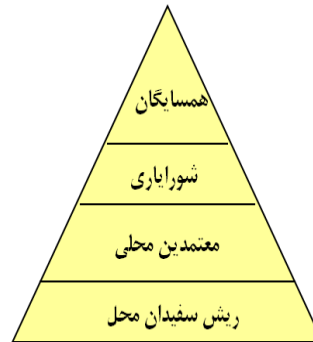 همسایگان
شورایاری
معتمدین محلی
ریش سفیدان محل